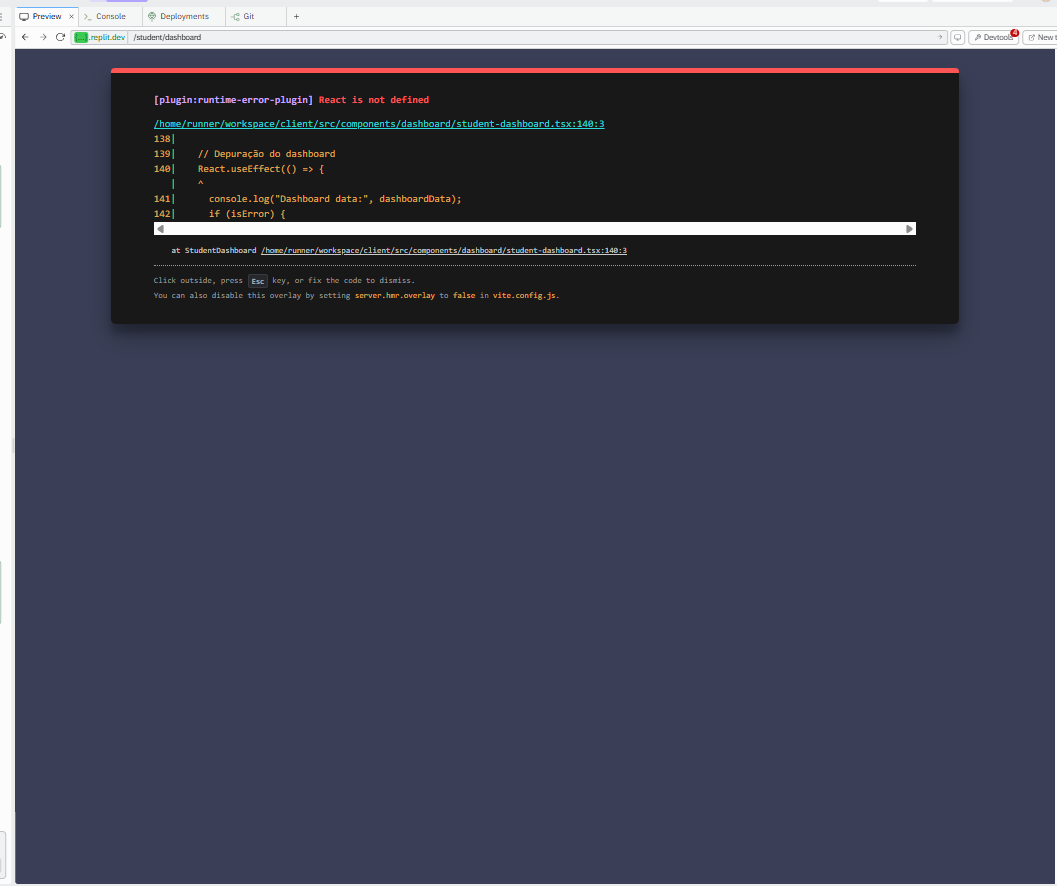 Preview × Console Deployments Git +
.replit.dev /student/dashboard Devtools 4 New t
[plugin:runtime-error-plugin] React is not defined
/home/runner/workspace/client/src/components/dashboard/student-dashboard.tsx:140:3
138|
139| // Depuração do dashboard
140| React.useEffect(() => {
| ^
141| console.log("Dashboard data:", dashboardData);
142| if (isError) {
at StudentDashboard /home/runner/workspace/client/src/components/dashboard/student-dashboard.tsx:140:3
Click outside, press Esc key, or fix the code to dismiss.
You can also disable this overlay by setting server.hmr.overlay to false in vite.config.js.